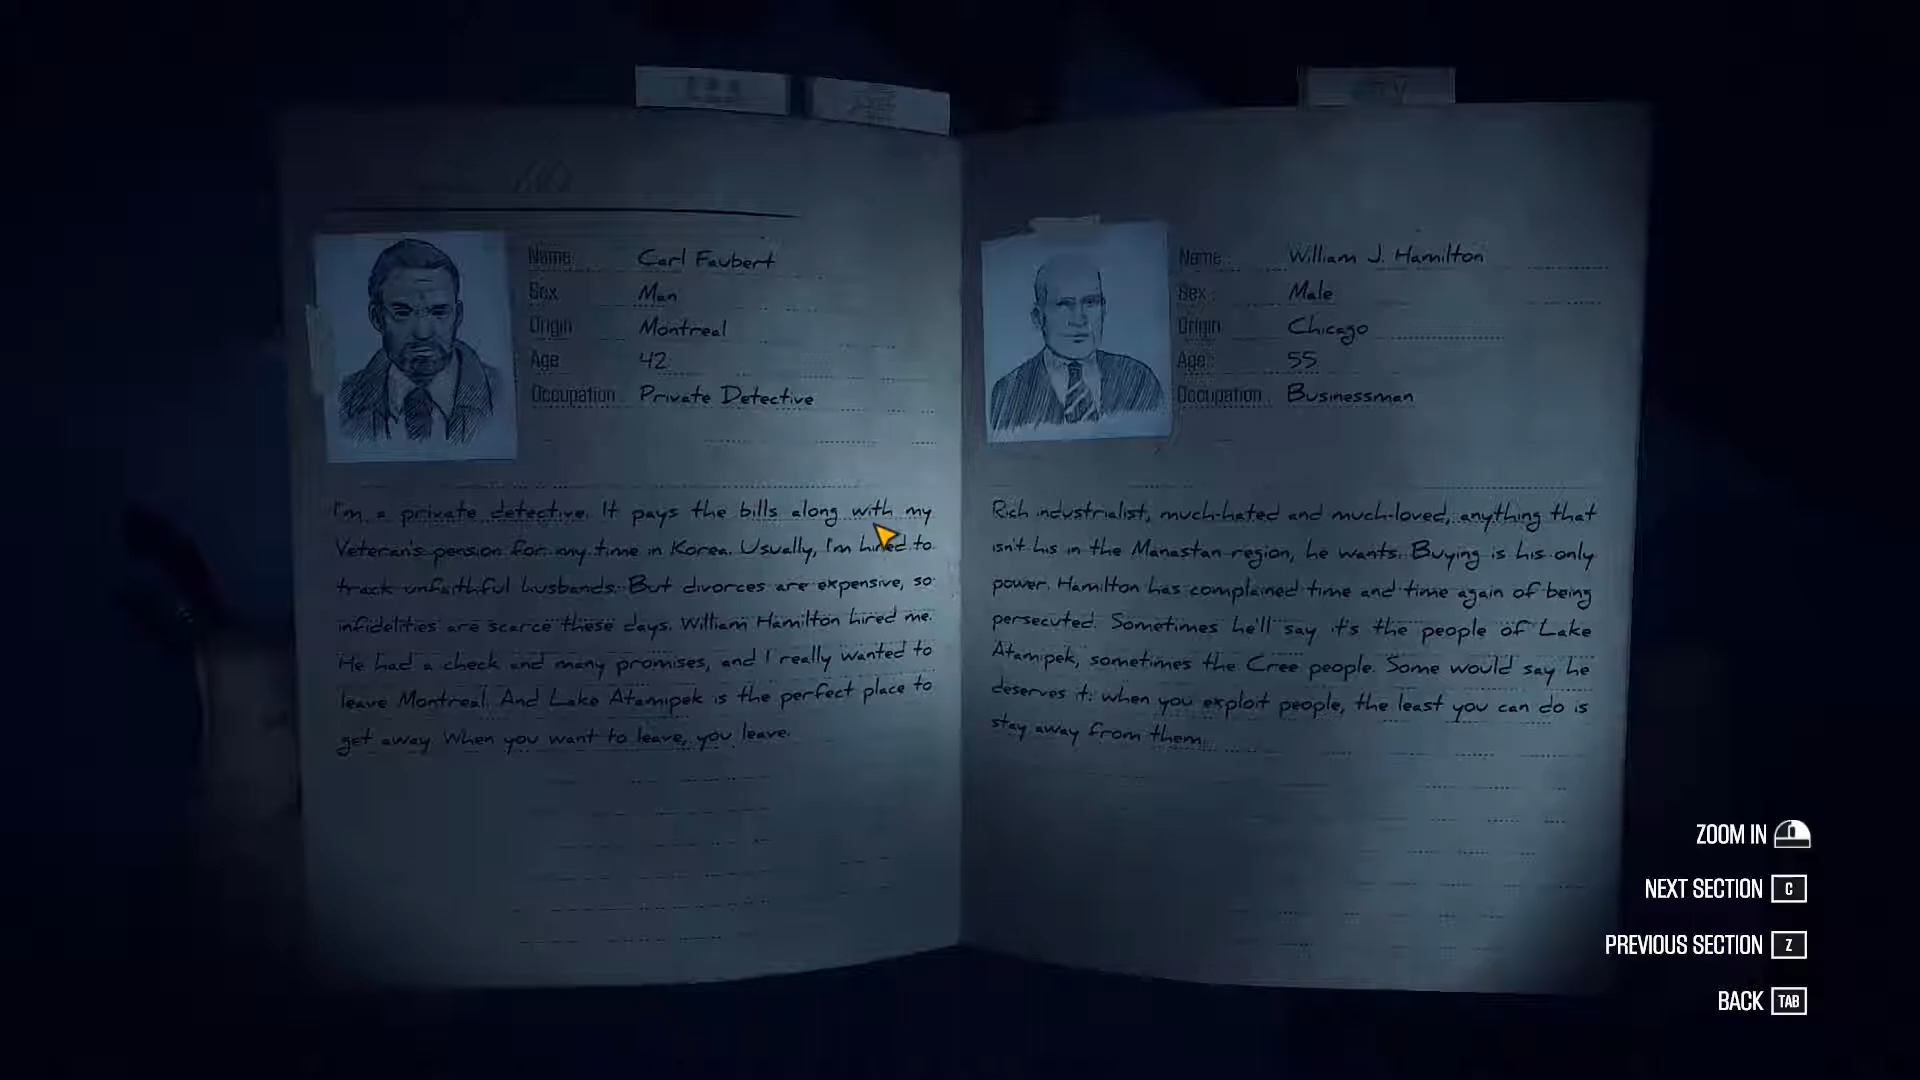 Name: Carl Faubert
Sex Man
Origin Montreal
Age 42
Occupation: Private Detective
I'm a private detective. It pays the bills along with my
Veteran's pension for my time in Korea. Usually, I'm hired to
track unfaithful husbands. But divorces are expensive, so
infidelities are scarce these days. William Hamilton hired me.
He had a check and many promises, and I really wanted to
leave Montreal. And Lake Atamipek is the perfect place to
get away. When you want to leave, you leave.
Name: William J. Hamilton
Sex: Male
Origin Chicago
Age: 55
Occupation: Businessman
Rich industrialist, much-hated and much-loved, anything that
isn't his in the Manastan region, he wants. Buying is his only
power. Hamilton has complained time and time again of being
persecuted. Sometimes he'll say it's the people of Lake
Atamipek, sometimes the Cree people. Some would say he
deserves it: when you exploit people, the least you can do is
stay away from them.
ZOOM IN
NEXT SECTION C
PREVIOUS SECTION Z
BACK TAB